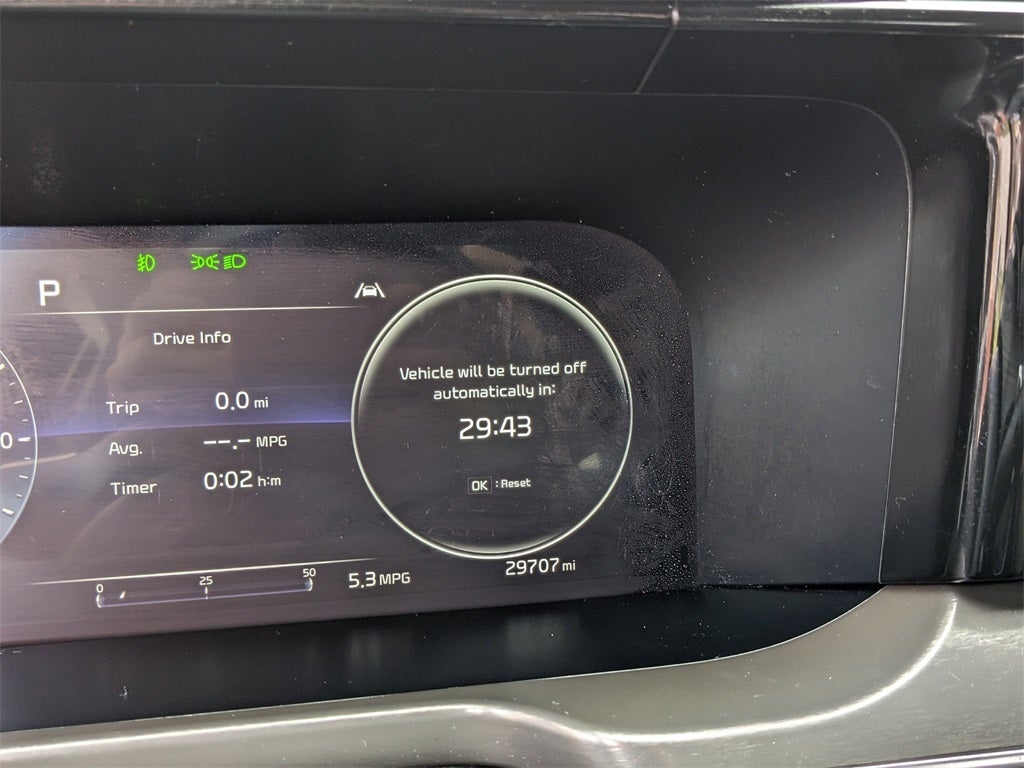 P
Drive Info
Trip 0.0 mi
Avg. --.- MPG
Timer 0:02 h:m
Vehicle will be turned off
automatically in:
29:43
OK : Reset
0
0 25 50
5.3 MPG
29707 mi